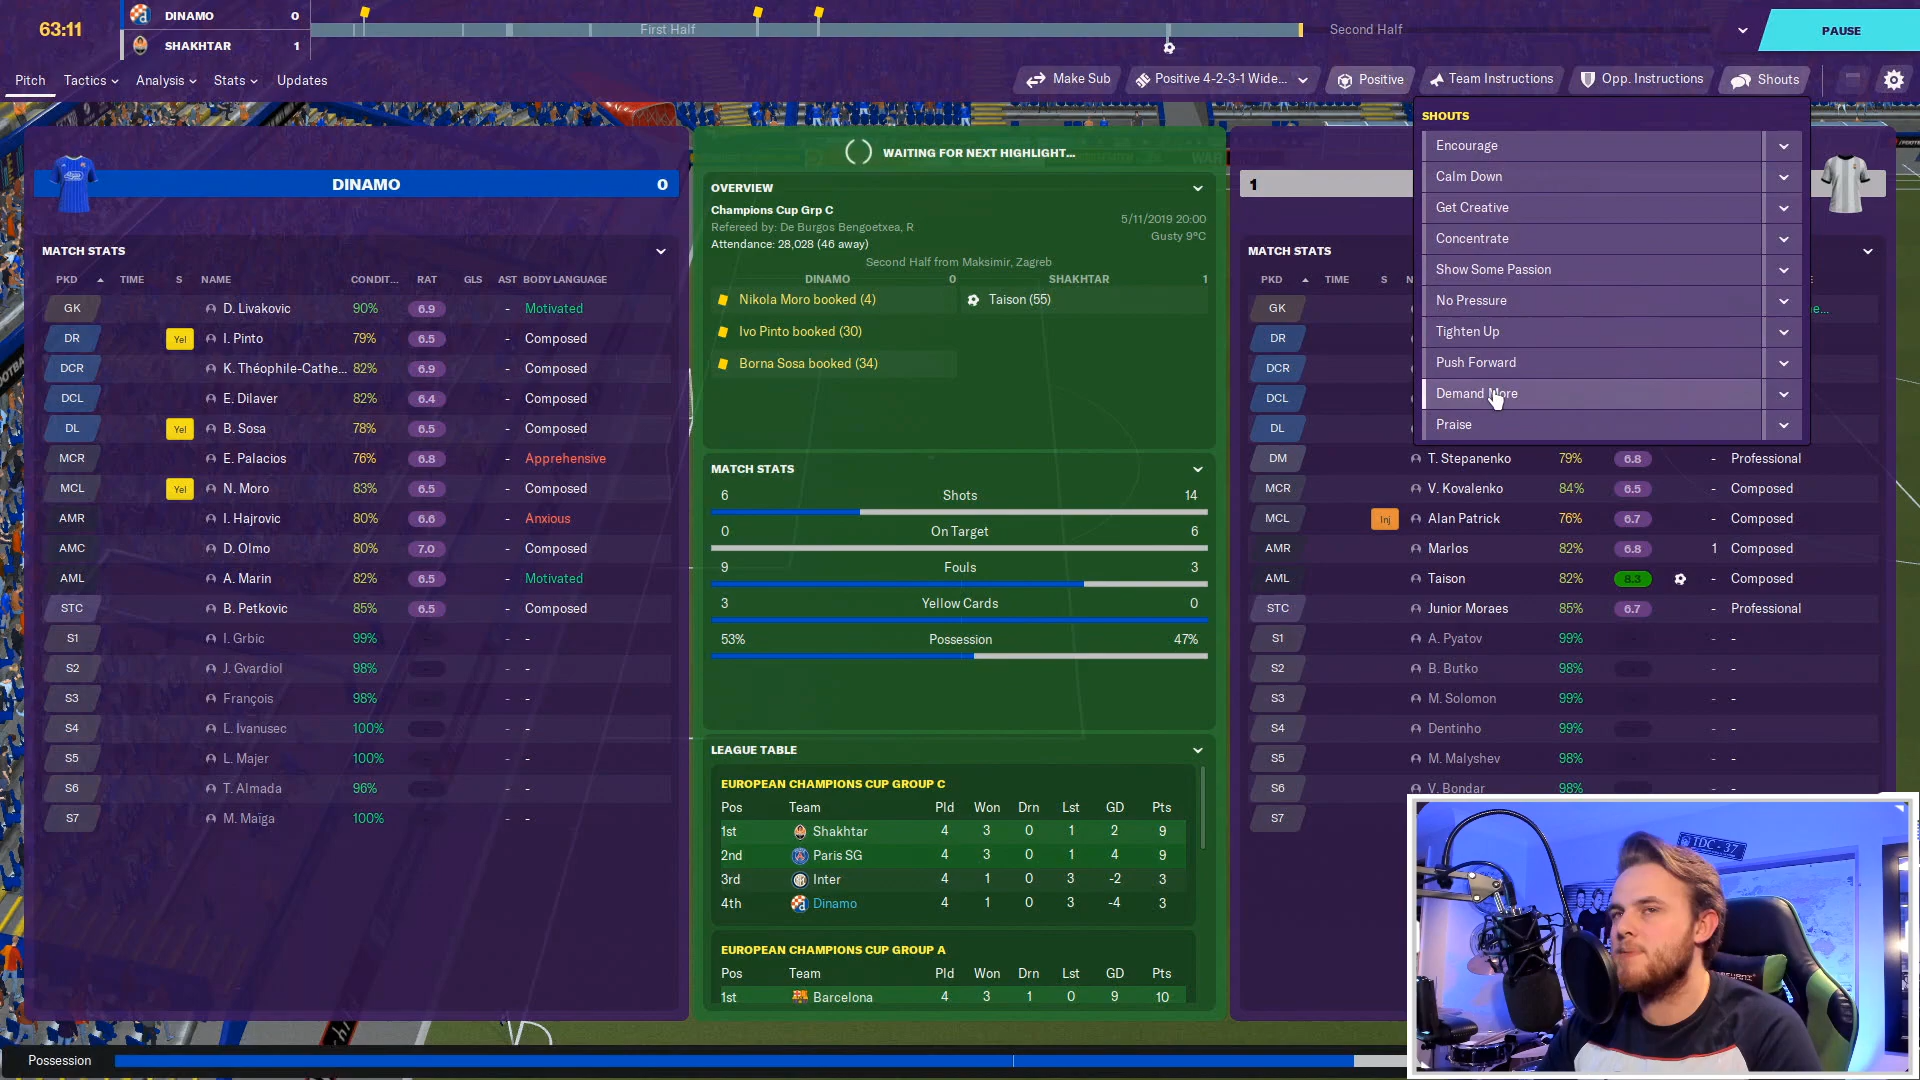 63:11
DINAMO 0
SHAKHTAR 1
First Half
Second Half
PAUSE
Pitch Tactics Analysis Stats Updates
Make Sub Positive 4-2-3-1 Wide... Positive Team Instructions Opp. Instructions Shouts
DINAMO 0
MATCH STATS
PKD TIME S NAME CONDIT... RAT GLS AST BODY LANGUAGE
GK D. Livakovic 90% 6.9 - Motivated
DR Yel I. Pinto 79% 6.5 - Composed
DCR K. Théophile-Cathe... 82% 6.9 - Composed
DCL E. Dilaver 82% 6.4 - Composed
DL Yel B. Sosa 78% 6.5 - Composed
MCR E. Palacios 76% 6.8 - Apprehensive
MCL Yel N. Moro 83% 6.5 - Composed
AMR I. Hajrovic 80% 6.6 - Anxious
AMC D. Olmo 80% 7.0 - Composed
AML A. Marin 82% 6.5 - Motivated
STC B. Petkovic 85% 6.5 - Composed
S1 I. Grbic 99% - -
S2 J. Gvardiol 98% - -
S3 François 98% - -
S4 L. Ivanusec 100% - -
S5 L. Majer 100% - -
S6 T. Almada 96% - -
S7 M. Maïga 100% - -
WAITING FOR NEXT HIGHLIGHT...
OVERVIEW
Champions Cup Grp C
5/11/2019 20:00
Refereed by: De Burgos Bengoetxea, R
Gusty 9°C
Attendance: 28,028 (46 away)
Second Half from Maksimir, Zagreb
DINAMO 0 SHAKHTAR 1
Nikola Moro booked (4) Taison (55)
Ivo Pinto booked (30)
Borna Sosa booked (34)
MATCH STATS
6 Shots 14
0 On Target 6
9 Fouls 3
3 Yellow Cards 0
53% Possession 47%
LEAGUE TABLE
EUROPEAN CHAMPIONS CUP GROUP C
Pos Team Pld Won Drn Lst GD Pts
1st Shakhtar 4 3 0 1 2 9
2nd Paris SG 4 3 0 1 4 9
3rd Inter 4 1 0 3 -2 3
4th Dinamo 4 1 0 3 -4 3
EUROPEAN CHAMPIONS CUP GROUP A
Pos Team Pld Won Drn Lst GD Pts
1st Barcelona 4 3 1 0 9 10
SHOUTS
Encourage
Calm Down
Get Creative
Concentrate
Show Some Passion
No Pressure
Tighten Up
Push Forward
Demand More
Praise
1
MATCH STATS
PKD TIME S
GK
DR
DCR
DCL
DL
DM T. Stepanenko 79% 6.8 - Professional
MCR V. Kovalenko 84% 6.5 - Composed
MCL Inj Alan Patrick 76% 6.7 - Composed
AMR Marlos 82% 6.8 1 Composed
AML Taison 82% 8.3 - Composed
STC Junior Moraes 85% 6.7 - Professional
S1 A. Pyatov 99% - -
S2 B. Butko 98% - -
S3 M. Solomon 99% - -
S4 Dentinho 99% - -
S5 M. Malyshev 98% - -
S6 V. Bondar 98% - -
S7
TDC - 37
Possession